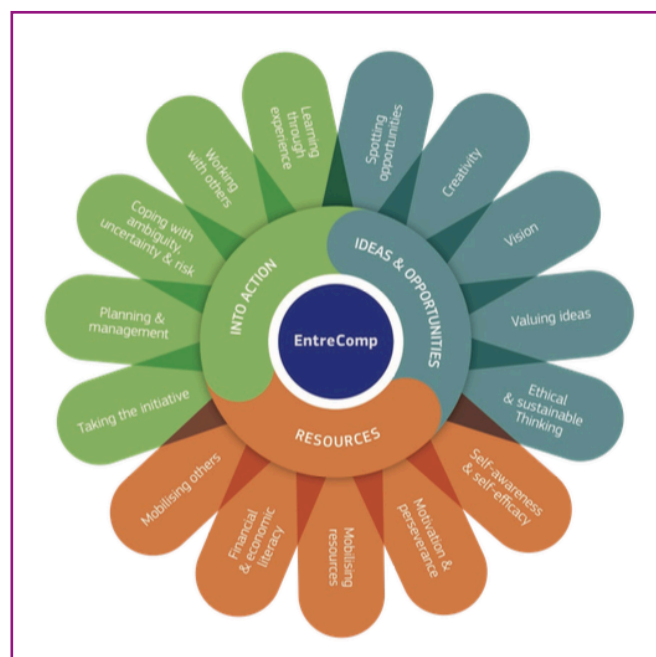 EntreComp
IDEAS & OPPORTUNITIES
Spotting
opportunities
Creativity
Vision
Valuing ideas
Ethical
& sustainable
Thinking
RESOURCES
Self-awareness
& self-efficacy
Motivation &
perseverance
Mobilising
resources
Financial
& economic
literacy
Mobilising others
INTO ACTION
Taking the initiative
Planning &
management
Coping with
ambiguity,
uncertainty & risk
Working
with others
Learning
through
experience